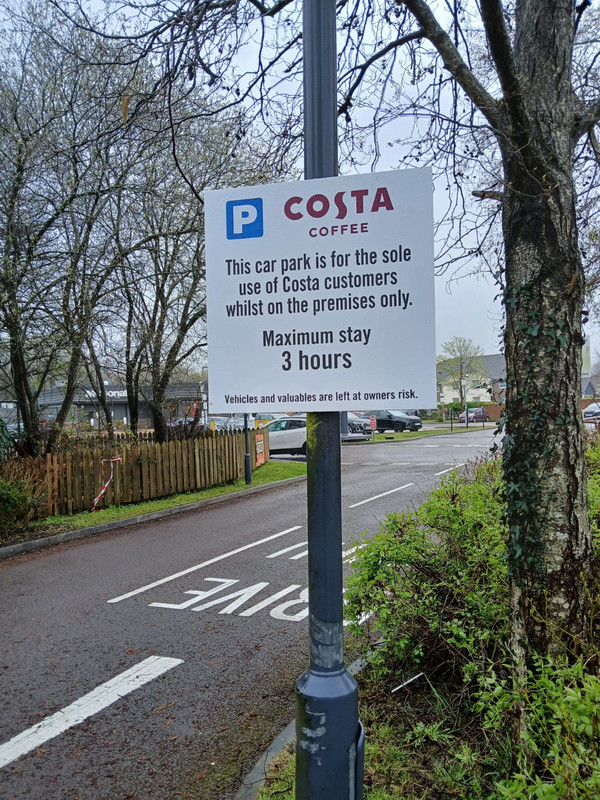 P
COSTA
COFFEE
This car park is for the sole
use of Costa customers
whilst on the premises only.
Maximum stay
3 hours
Vehicles and valuables are left at owners risk.